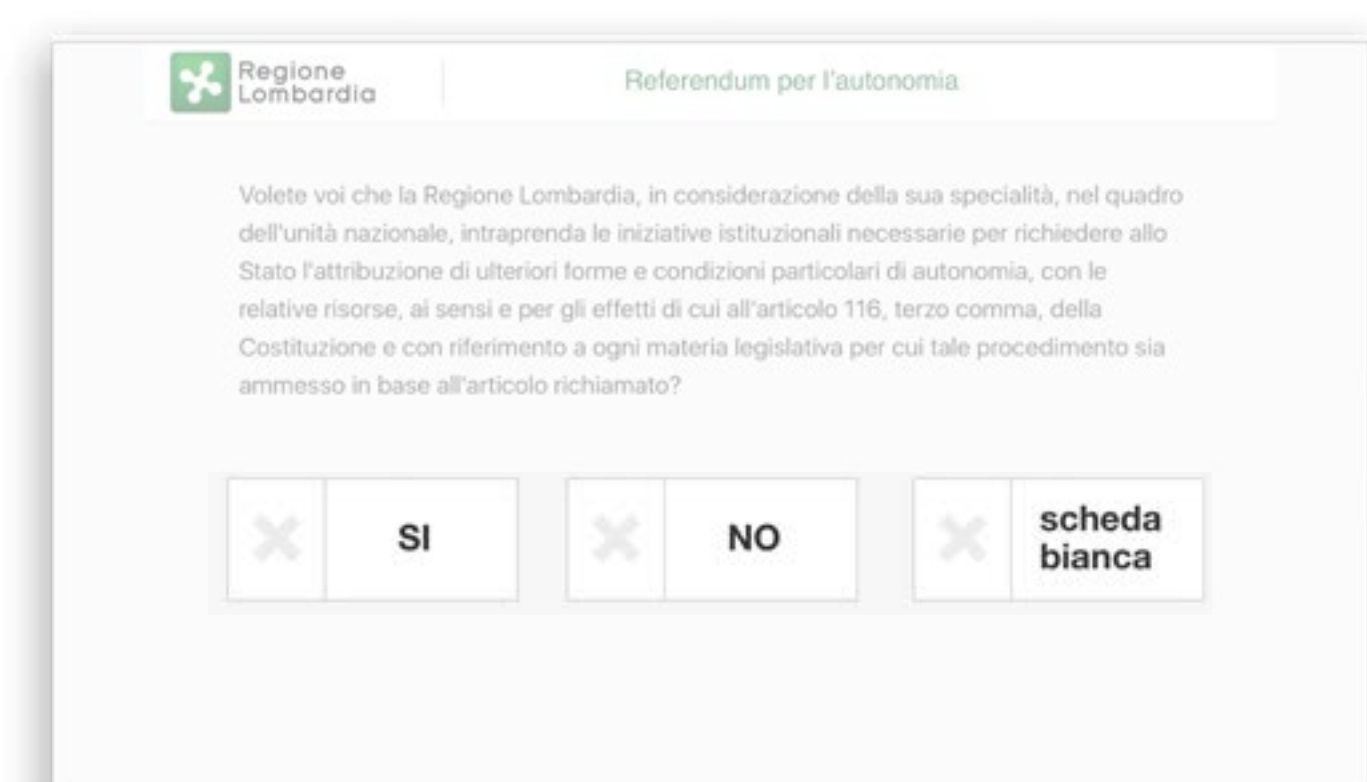 Regione
Lombardia
Referendum per l'autonomia
Volete voi che la Regione Lombardia, in considerazione della sua specialità, nel quadro
dell'unità nazionale, intraprenda le iniziative istituzionali necessarie per richiedere allo
Stato l'attribuzione di ulteriori forme e condizioni particolari di autonomia, con le
relative risorse, ai sensi e per gli effetti di cui all'articolo 116, terzo comma, della
Costituzione e con riferimento a ogni materia legislativa per cui tale procedimento sia
ammesso in base all'articolo richiamato?
SI
NO
scheda
bianca